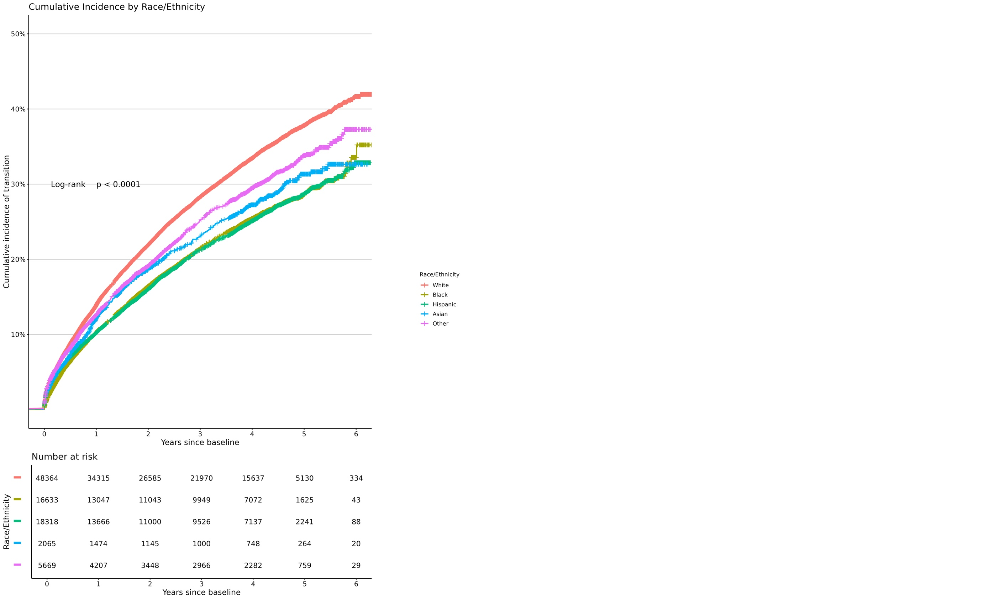 Cumulative Incidence by Race/Ethnicity
50%
40%
30%
20%
10%
Cumulative incidence of transition
Log-rank p < 0.0001
0 1 2 3 4 5 6
Years since baseline
Race/Ethnicity
White
Black
Hispanic
Asian
Other
Number at risk
Race/Ethnicity
48364 34315 26585 21970 15637 5130 334
16633 13047 11043 9949 7072 1625 43
18318 13666 11000 9526 7137 2241 88
2065 1474 1145 1000 748 264 20
5669 4207 3448 2966 2282 759 29
0 1 2 3 4 5 6
Years since baseline